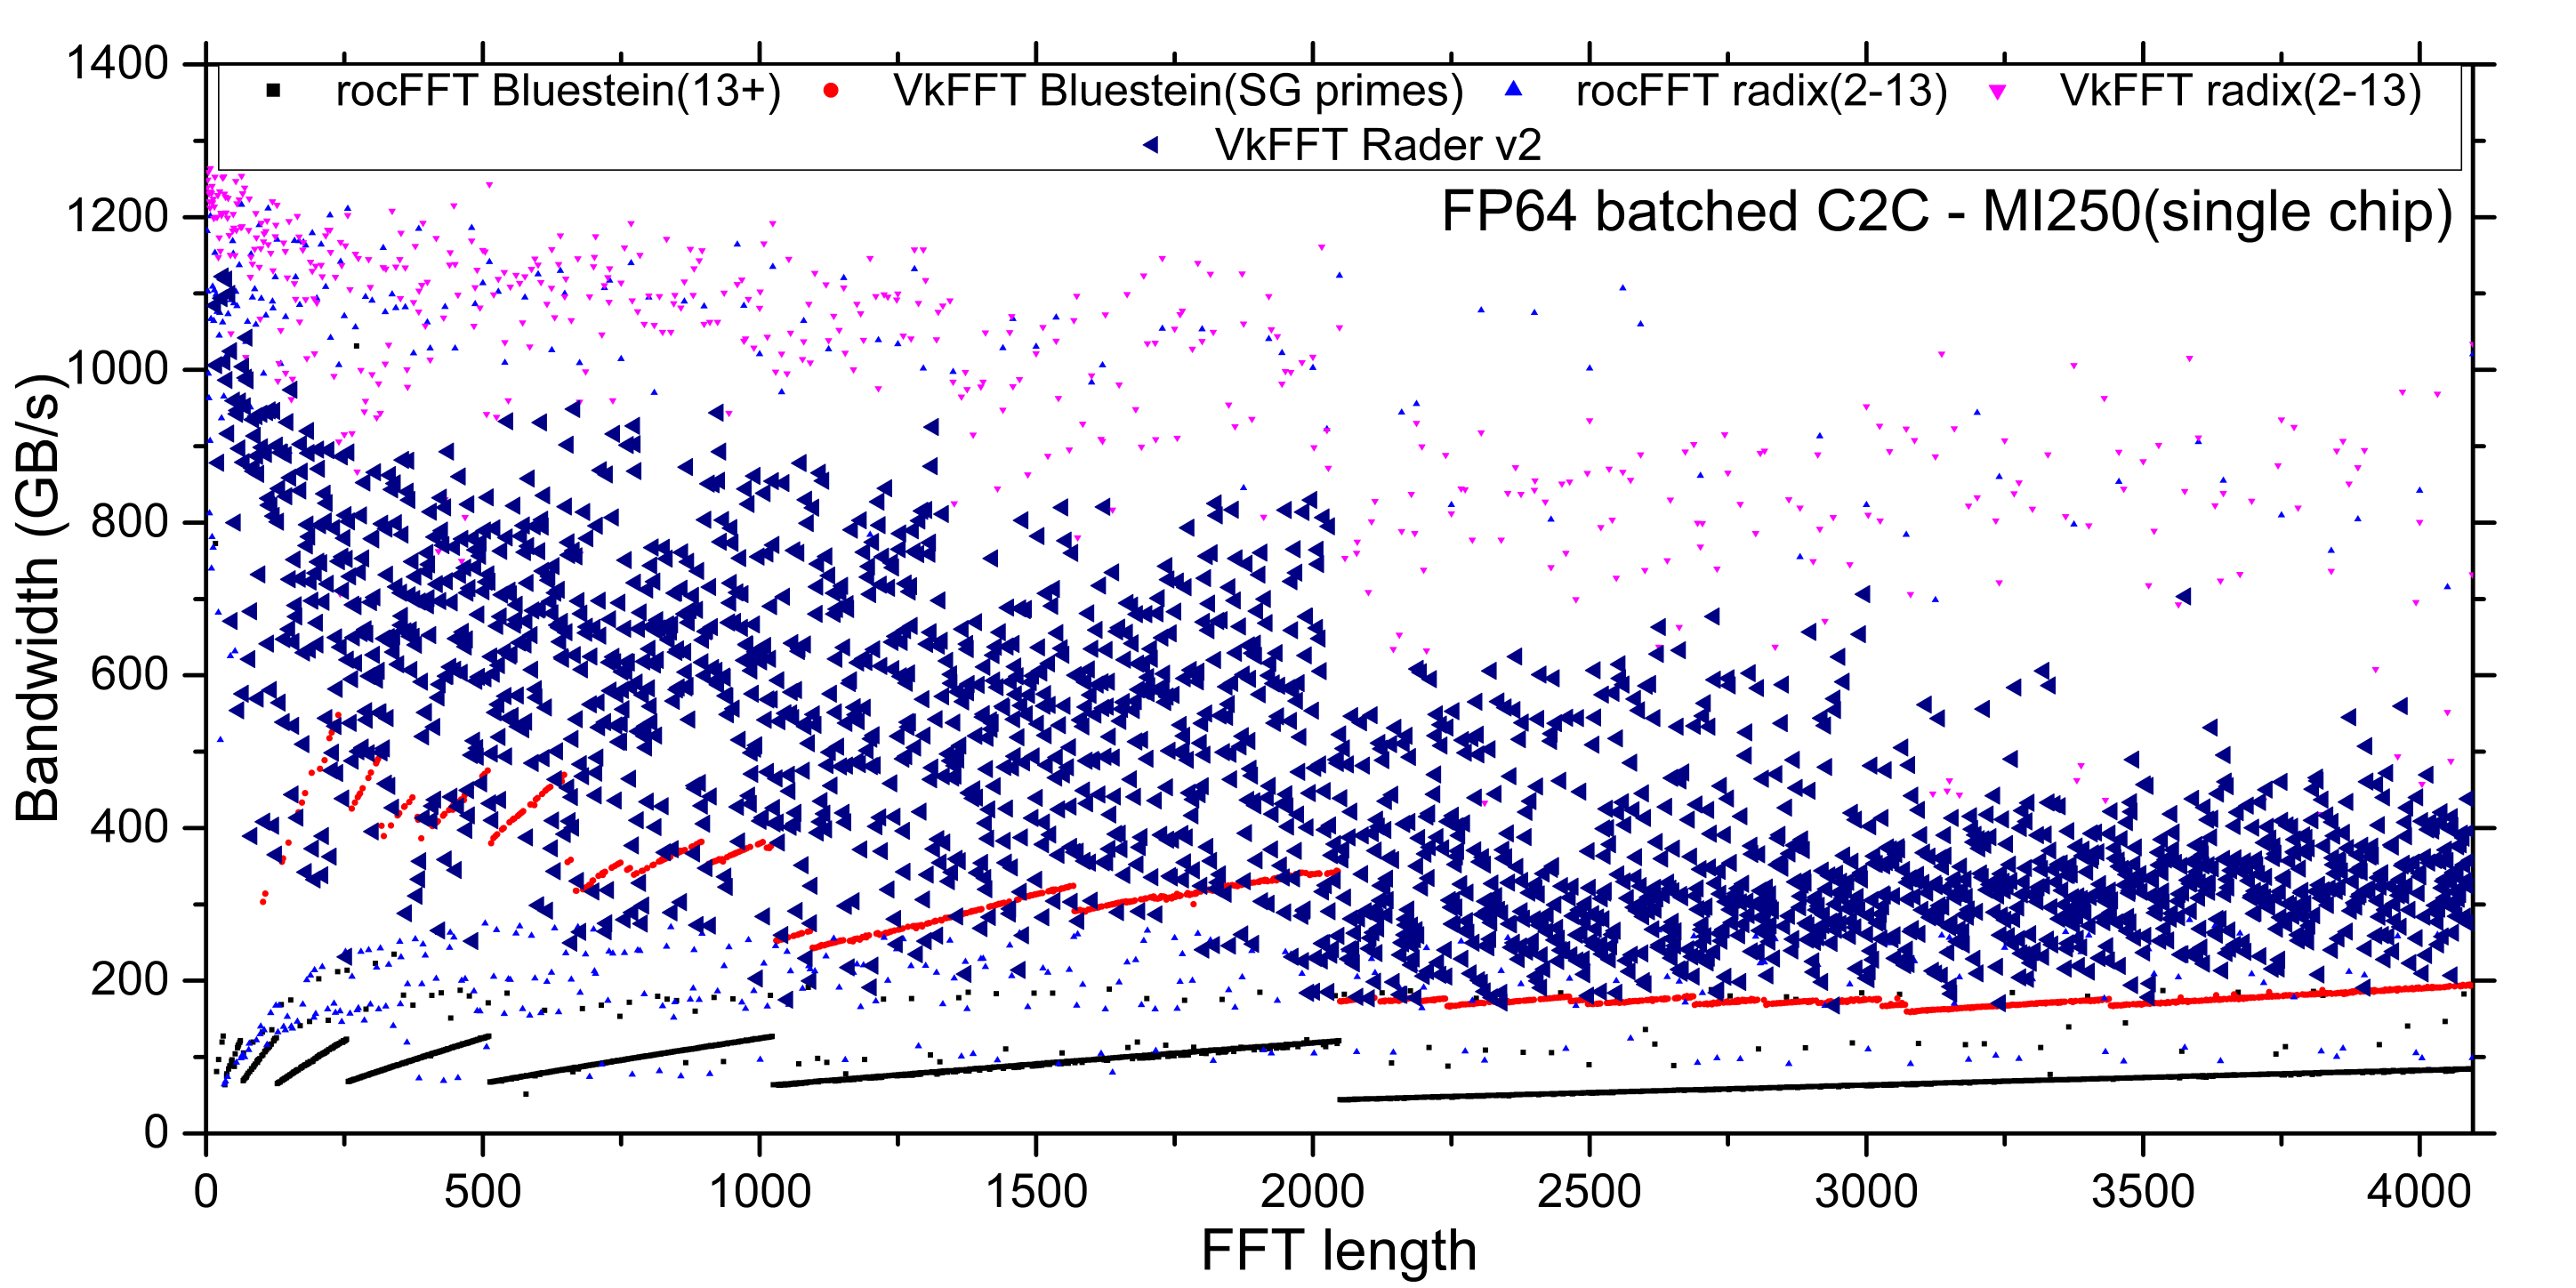 1400
rocFFT Bluestein(13+) VkFFT Bluestein(SG primes) rocFFT radix(2-13) VkFFT radix(2-13)
VkFFT Rader v2
FP64 batched C2C - MI250(single chip)
1200
1000
800
600
400
200
0
Bandwidth (GB/s)
0 500 1000 1500 2000 2500 3000 3500 4000
FFT length